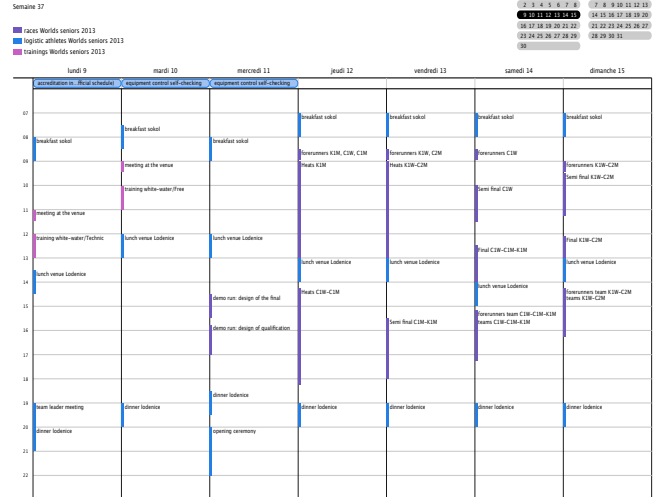 Semaine 37
2 3 4 5 6 7 8
9 10 11 12 13 14 15
16 17 18 19 20 21 22
23 24 25 26 27 28 29
30
7 8 9 10 11 12 13
14 15 16 17 18 19 20
21 22 23 24 25 26 27
28 29 30 31
races Worlds seniors 2013
logistic athletes Worlds seniors 2013
trainings Worlds seniors 2013
lundi 9
mardi 10
mercredi 11
jeudi 12
vendredi 13
samedi 14
dimanche 15
accreditation in...fficial schedule)
equipment control self-checking
equipment control self-checking
07
08
09
10
11
12
13
14
15
16
17
18
19
20
21
22
breakfast sokol
meeting at the venue
training white-water/Technic
lunch venue Lodenice
team leader meeting
dinner lodenice
breakfast sokol
meeting at the venue
training white-water/Free
lunch venue Lodenice
dinner lodenice
breakfast sokol
lunch venue Lodenice
demo run: design of the final
demo run: design of qualification
dinner lodenice
opening ceremony
breakfast sokol
forerunners K1M, C1W, C1M
Heats K1M
lunch venue Lodenice
Heats C1W-C1M
dinner lodenice
breakfast sokol
forerunners K1W, C2M
Heats K1W-C2M
lunch venue Lodenice
Semi final C1M-K1M
dinner lodenice
breakfast sokol
forerunners C1W
Semi final C1W
Final C1W-C1M-K1M
lunch venue Lodenice
forerunners team C1W-C1M-K1M
teams C1W-C1M-K1M
dinner lodenice
breakfast sokol
forerunners K1W-C2M
Semi final K1W-C2M
Final K1W-C2M
lunch venue Lodenice
forerunners team K1W-C2M
teams K1W-C2M
dinner lodenice